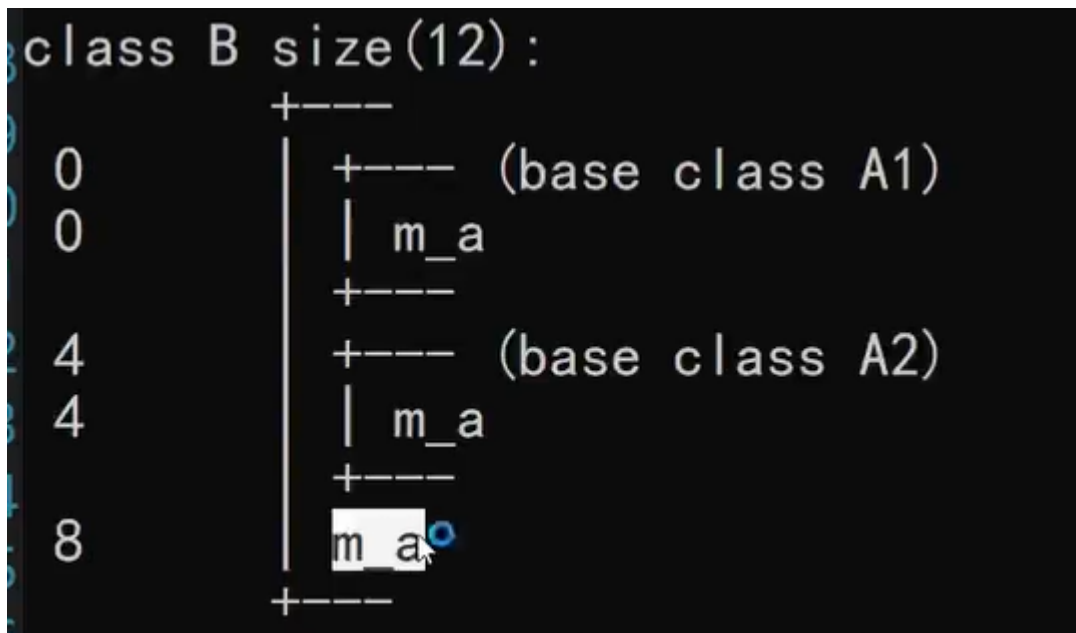 class B size(12):
+---
0 | +--- (base class A1)
0 | | m_a
| +---
4 | +--- (base class A2)
4 | | m_a
| +---
8 | m_a
+---